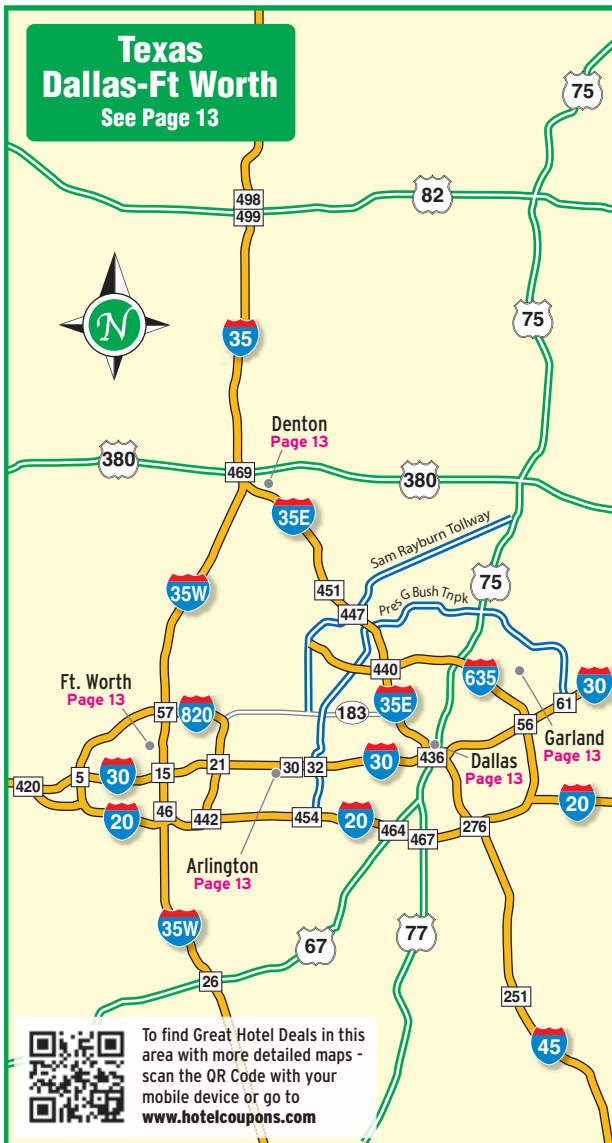 Texas
Dallas-Ft Worth
See Page 13
75
498
82
499
N
75
35
Denton
Page 13
380
469
380
35E
Sam Rayburn Tollway
35W
451
75
Pres G Bush Tnpk
447
440
635
Ft. Worth
Page 13
30
61
57
820
183
35E
56
Garland
Page 13
436
Dallas
Page 13
420
5
30
15
21
30
32
30
20
46
442
454
20
464
467
276
20
Arlington
Page 13
35W
67
77
26
251
45
To find Great Hotel Deals in this
area with more detailed maps -
scan the QR Code with your
mobile device or go to
www.hotelcoupons.com